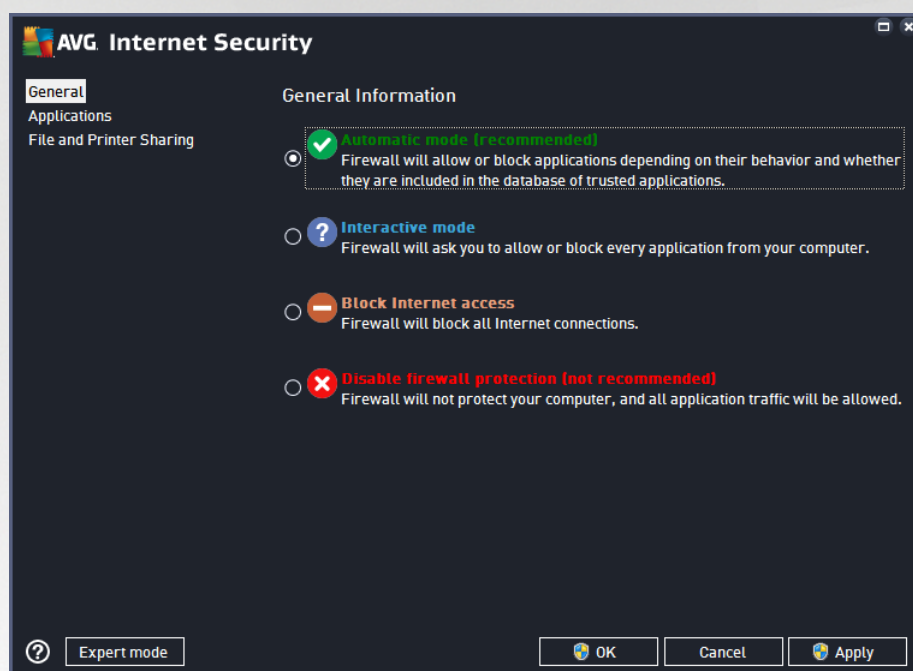 AVG. Internet Security
General
Applications
File and Printer Sharing
General Information
Automatic mode (recommended)
Firewall will allow or block applications depending on their behavior and whether
they are included in the database of trusted applications.
Interactive mode
Firewall will ask you to allow or block every application from your computer.
Block Internet access
Firewall will block all Internet connections.
Disable firewall protection (not recommended)
Firewall will not protect your computer, and all application traffic will be allowed.
Expert mode
OK
Cancel
Apply